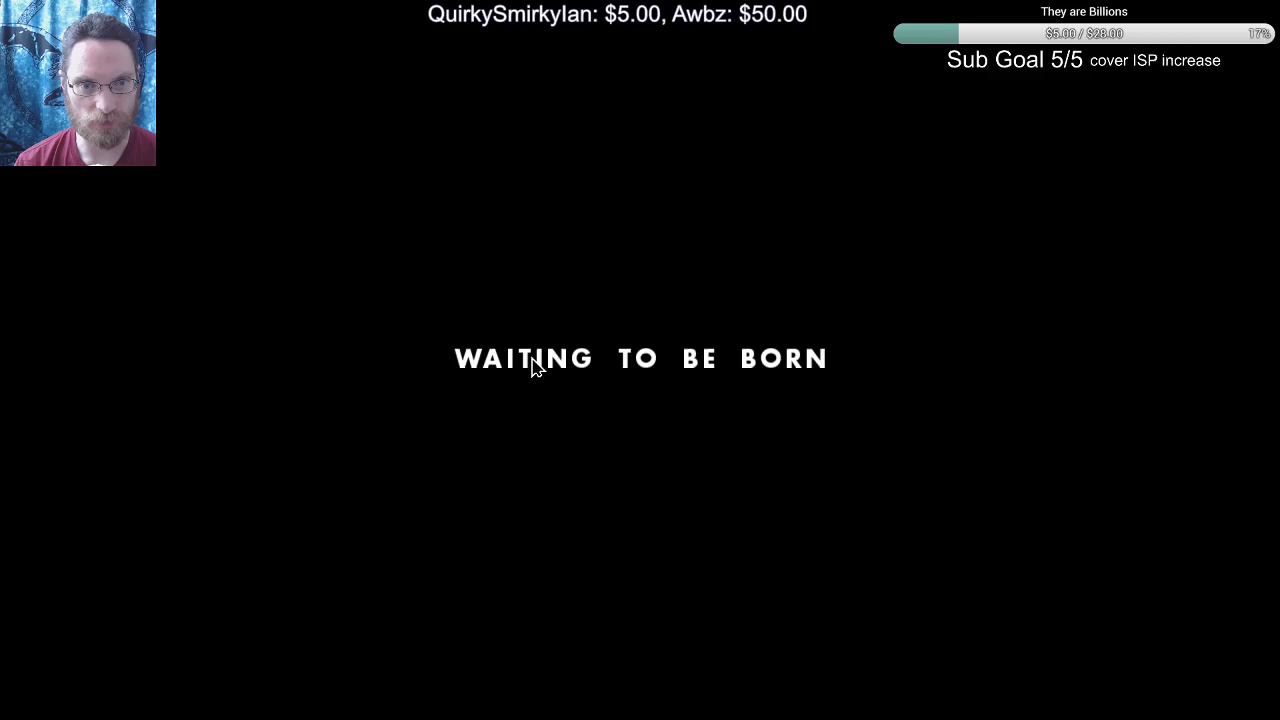 QuirkySmirkyIan: $5.00, Awbz: $50.00
They are Billions
$5.00 / $28.00 17%
Sub Goal 5/5 cover ISP increase
WAITING TO BE BORN